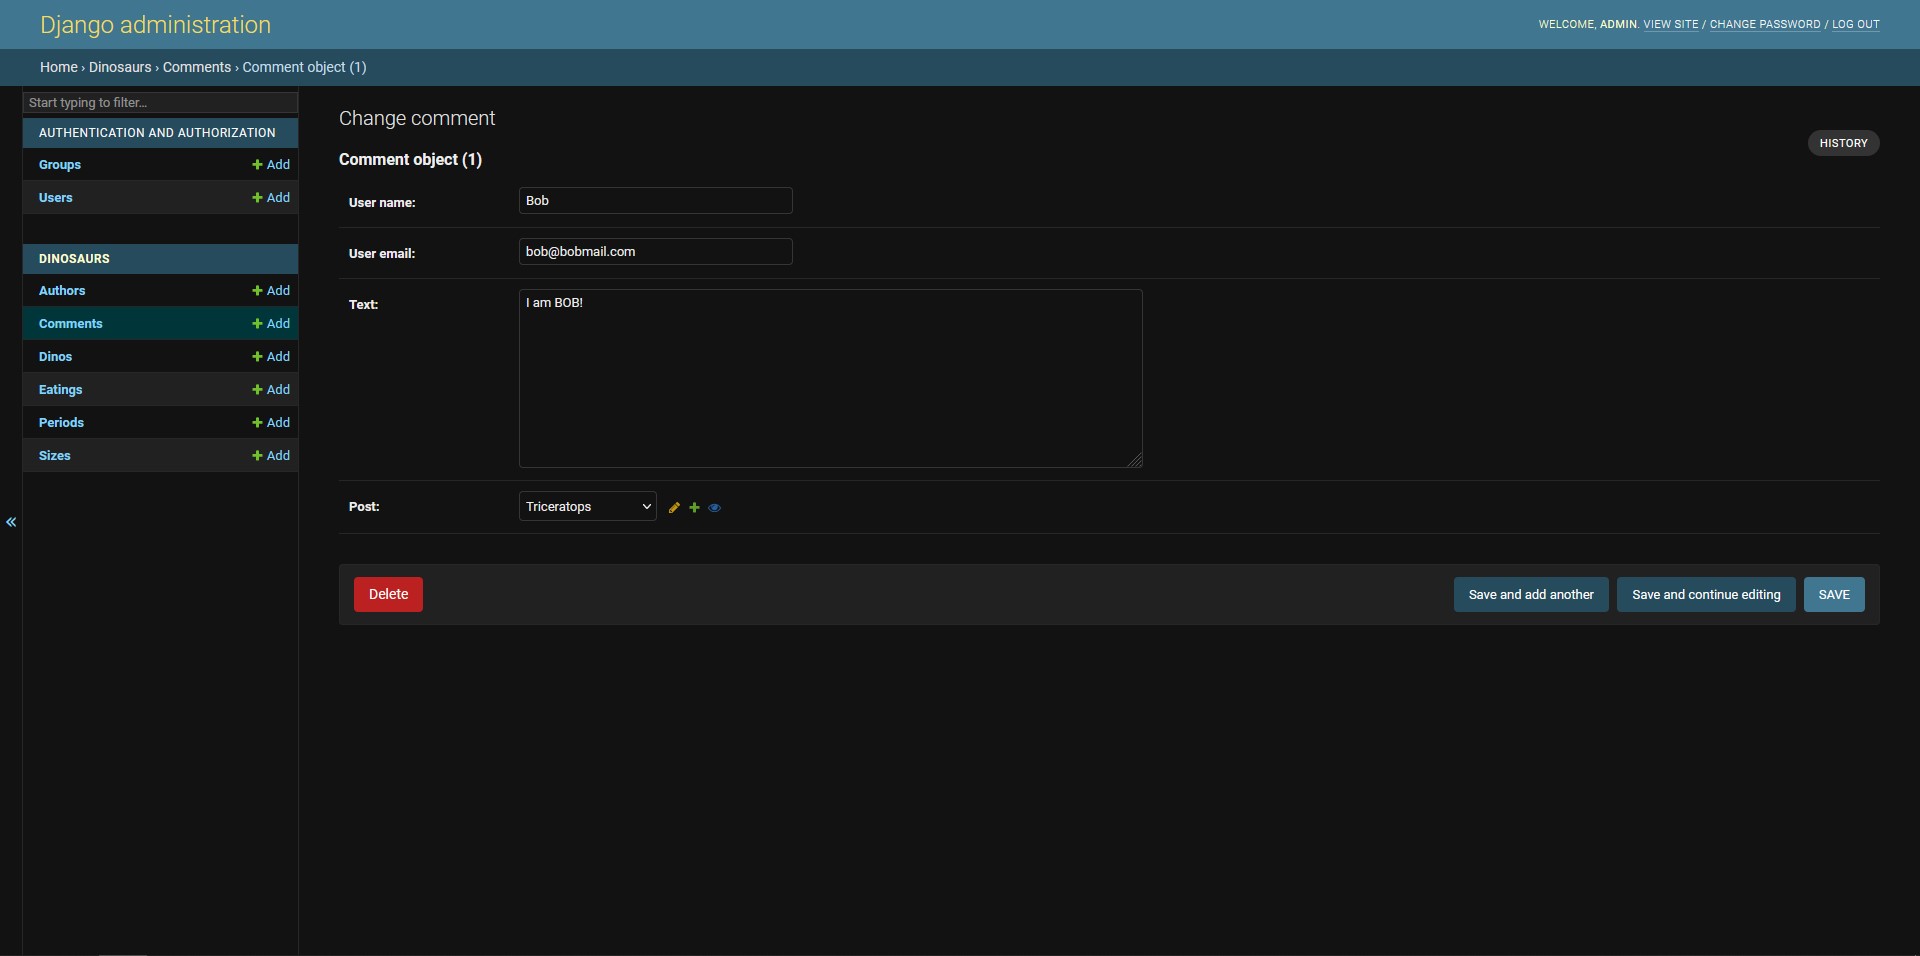 Django administration
WELCOME, ADMIN. VIEW SITE / CHANGE PASSWORD / LOG OUT
Home › Dinosaurs › Comments › Comment object (1)
Start typing to filter...
AUTHENTICATION AND AUTHORIZATION
Groups + Add
Users + Add
DINOSAURS
Authors + Add
Comments + Add
Dinos + Add
Eatings + Add
Periods + Add
Sizes + Add
«
Change comment
HISTORY
Comment object (1)
User name: Bob
User email: bob@bobmail.com
Text: I am BOB!
Post: Triceratops
Delete Save and add another Save and continue editing SAVE